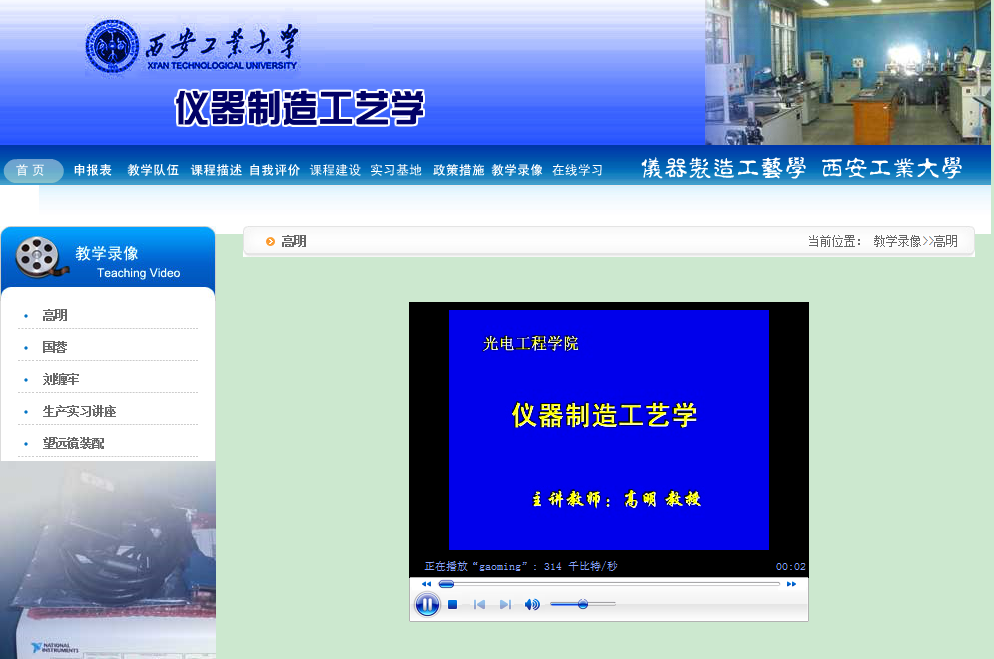 西安工业大学
XI'AN TECHNOLOGICAL UNIVERSITY
仪器制造工艺学
首 页 申报表 教学队伍 课程描述 自我评价 课程建设 实习基地 政策措施 教学录像 在线学习
儀器製造工藝學 西安工業大學
教学录像
Teaching Video
高明
国蓉
刘缠牢
生产实习讲座
望远镜装配
高明
当前位置： 教学录像>>高明
光电工程学院
仪器制造工艺学
主讲教师：高明 教授
正在播放“gaoming”: 314 千比特/秒
00:02
NATIONAL
INSTRUMENTS